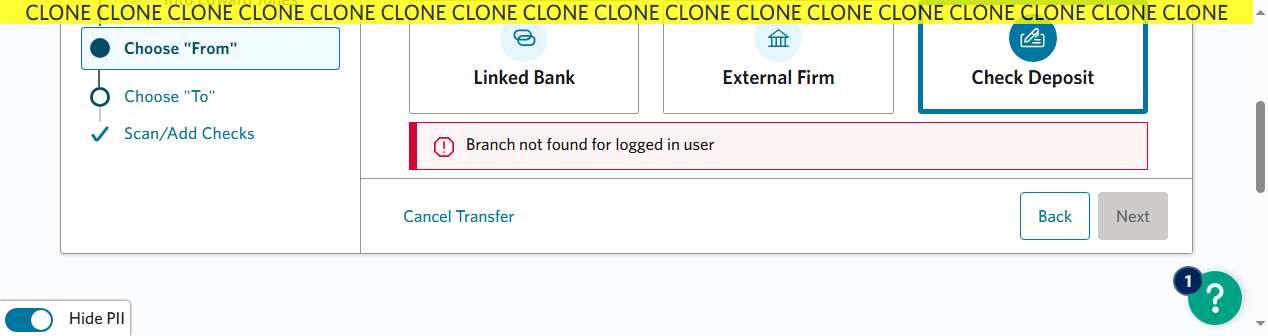 CLONE CLONE CLONE CLONE CLONE CLONE CLONE CLONE CLONE CLONE CLONE CLONE CLONE CLONE CLONE CLONE CLONE
Choose "From"
Choose "To"
Scan/Add Checks
Linked Bank
External Firm
Check Deposit
Branch not found for logged in user
Cancel Transfer
Back
Next
1
?
Hide PII